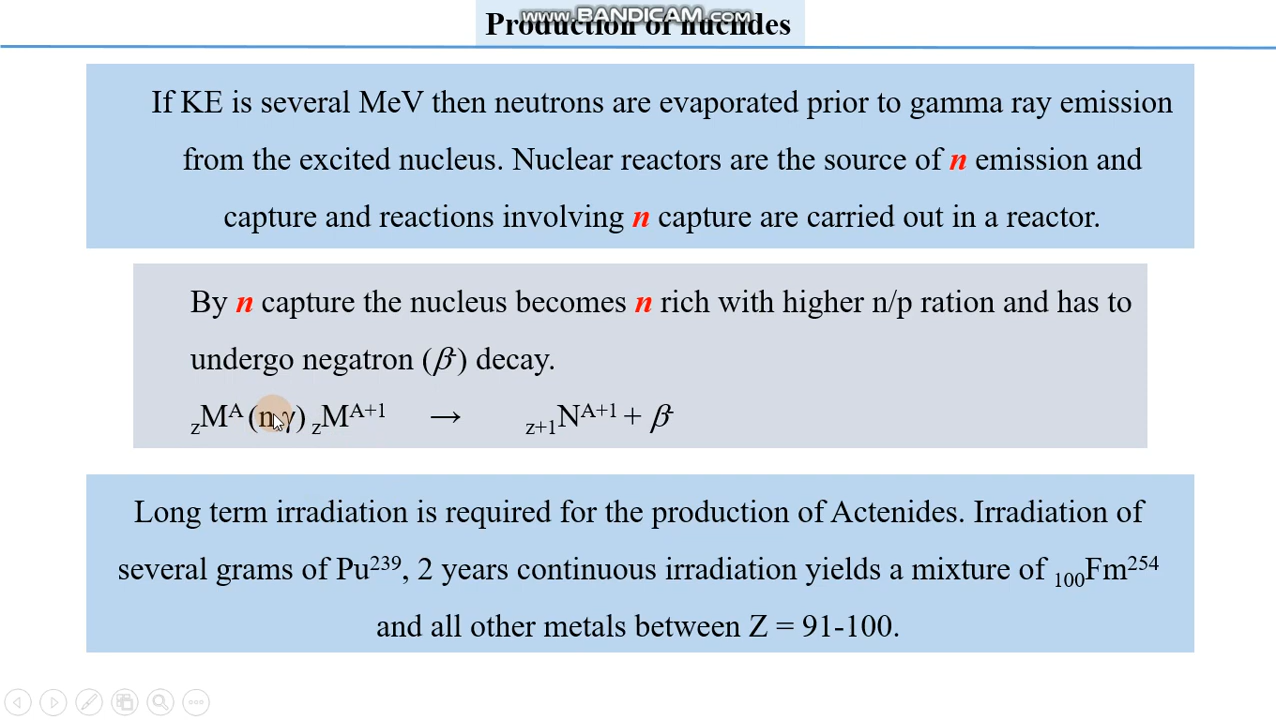 www.BANDICAM.com
Production of nuclides
If KE is several MeV then neutrons are evaporated prior to gamma ray emission
from the excited nucleus. Nuclear reactors are the source of n emission and
capture and reactions involving n capture are carried out in a reactor.
By n capture the nucleus becomes n rich with higher n/p ration and has to
undergo negatron (β⁻) decay.
zMᴬ (n,γ) zMᴬ⁺¹ → z+1Nᴬ⁺¹ + β⁻
Long term irradiation is required for the production of Actenides. Irradiation of
several grams of Pu²³⁹, 2 years continuous irradiation yields a mixture of ₁₀₀Fm²⁵⁴
and all other metals between Z = 91-100.